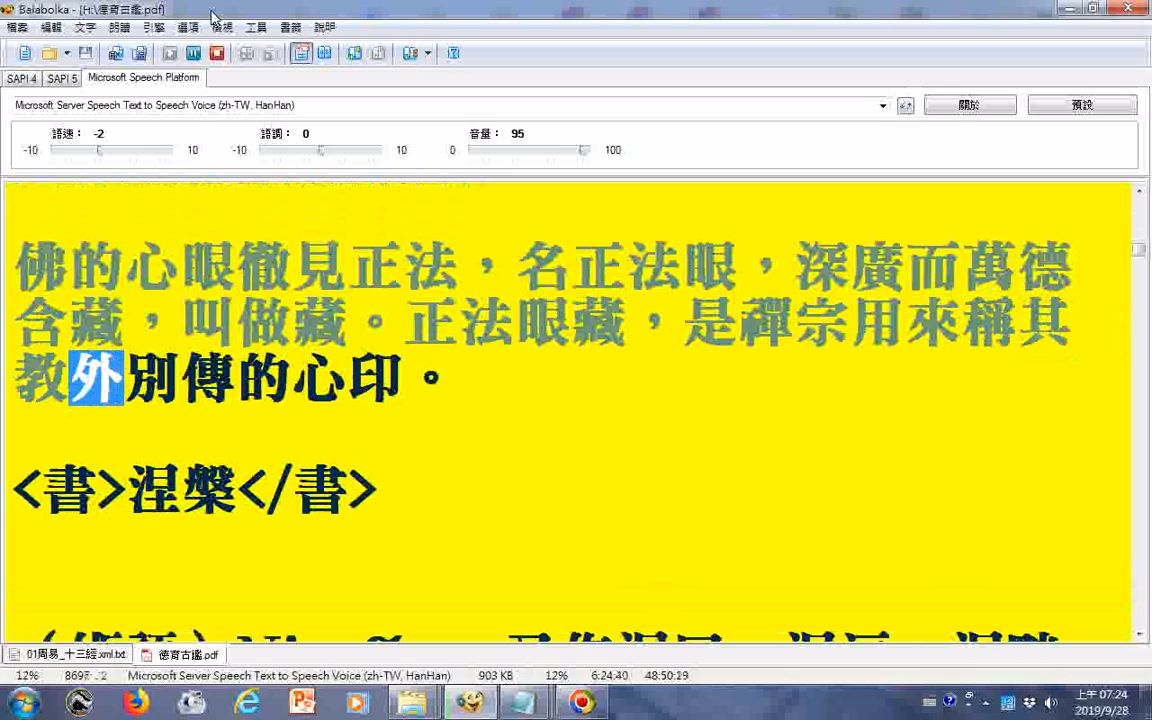 Balabolka - [H:\德育古鑑.pdf]
檔案 編輯 文字 朗讀 引擎 選項 檢視 工具 書籤 說明
SAPI 4 SAPI 5 Microsoft Speech Platform
Microsoft Server Speech Text to Speech Voice (zh-TW, HanHan) 關於 預設
語速： -2 語調： 0 音量： 95
-10 10 -10 10 0 100
佛的心眼徹見正法，名正法眼，深廣而萬德
含藏，叫做藏。正法眼藏，是禪宗用來稱其
教外別傳的心印。
<書>涅槃</書>
01周易_十三經.xml.txt 德育古鑑.pdf
12% Microsoft Server Speech Text to Speech Voice (zh-TW, HanHan) 903 KB 12% 6:24:40 48:50:29
上午 07:24
2019/9/28